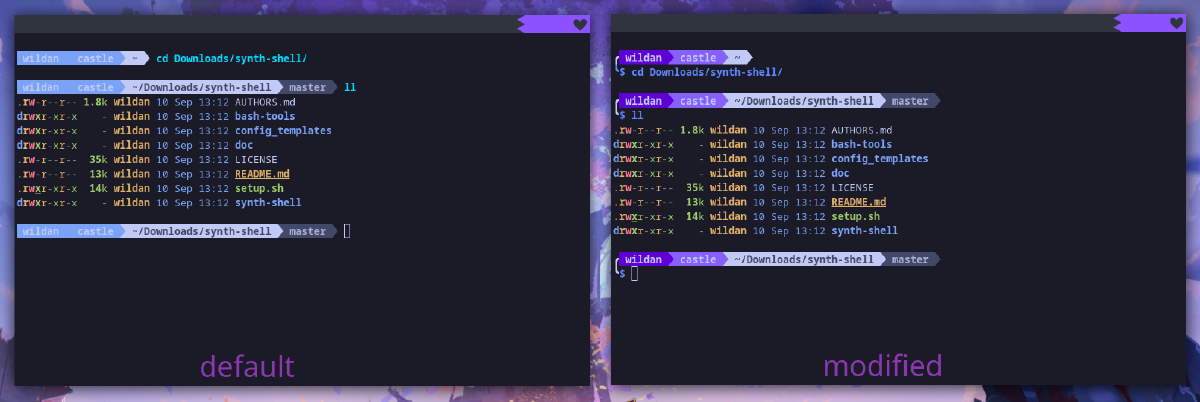 wildan castle ~ cd Downloads/synth-shell/
wildan castle ~/Downloads/synth-shell master ll
.rw-r--r-- 1.8k wildan 10 Sep 13:12 AUTHORS.md
drwxr-xr-x - wildan 10 Sep 13:12 bash-tools
drwxr-xr-x - wildan 10 Sep 13:12 config_templates
drwxr-xr-x - wildan 10 Sep 13:12 doc
.rw-r--r-- 35k wildan 10 Sep 13:12 LICENSE
.rw-r--r-- 13k wildan 10 Sep 13:12 README.md
.rwxr-xr-x 14k wildan 10 Sep 13:12 setup.sh
drwxr-xr-x - wildan 10 Sep 13:12 synth-shell
wildan castle ~/Downloads/synth-shell master
default
wildan castle ~
$ cd Downloads/synth-shell/
wildan castle ~/Downloads/synth-shell master
$ ll
.rw-r--r-- 1.8k wildan 10 Sep 13:12 AUTHORS.md
drwxr-xr-x - wildan 10 Sep 13:12 bash-tools
drwxr-xr-x - wildan 10 Sep 13:12 config_templates
drwxr-xr-x - wildan 10 Sep 13:12 doc
.rw-r--r-- 35k wildan 10 Sep 13:12 LICENSE
.rw-r--r-- 13k wildan 10 Sep 13:12 README.md
.rwxr-xr-x 14k wildan 10 Sep 13:12 setup.sh
drwxr-xr-x - wildan 10 Sep 13:12 synth-shell
wildan castle ~/Downloads/synth-shell master
$
modified